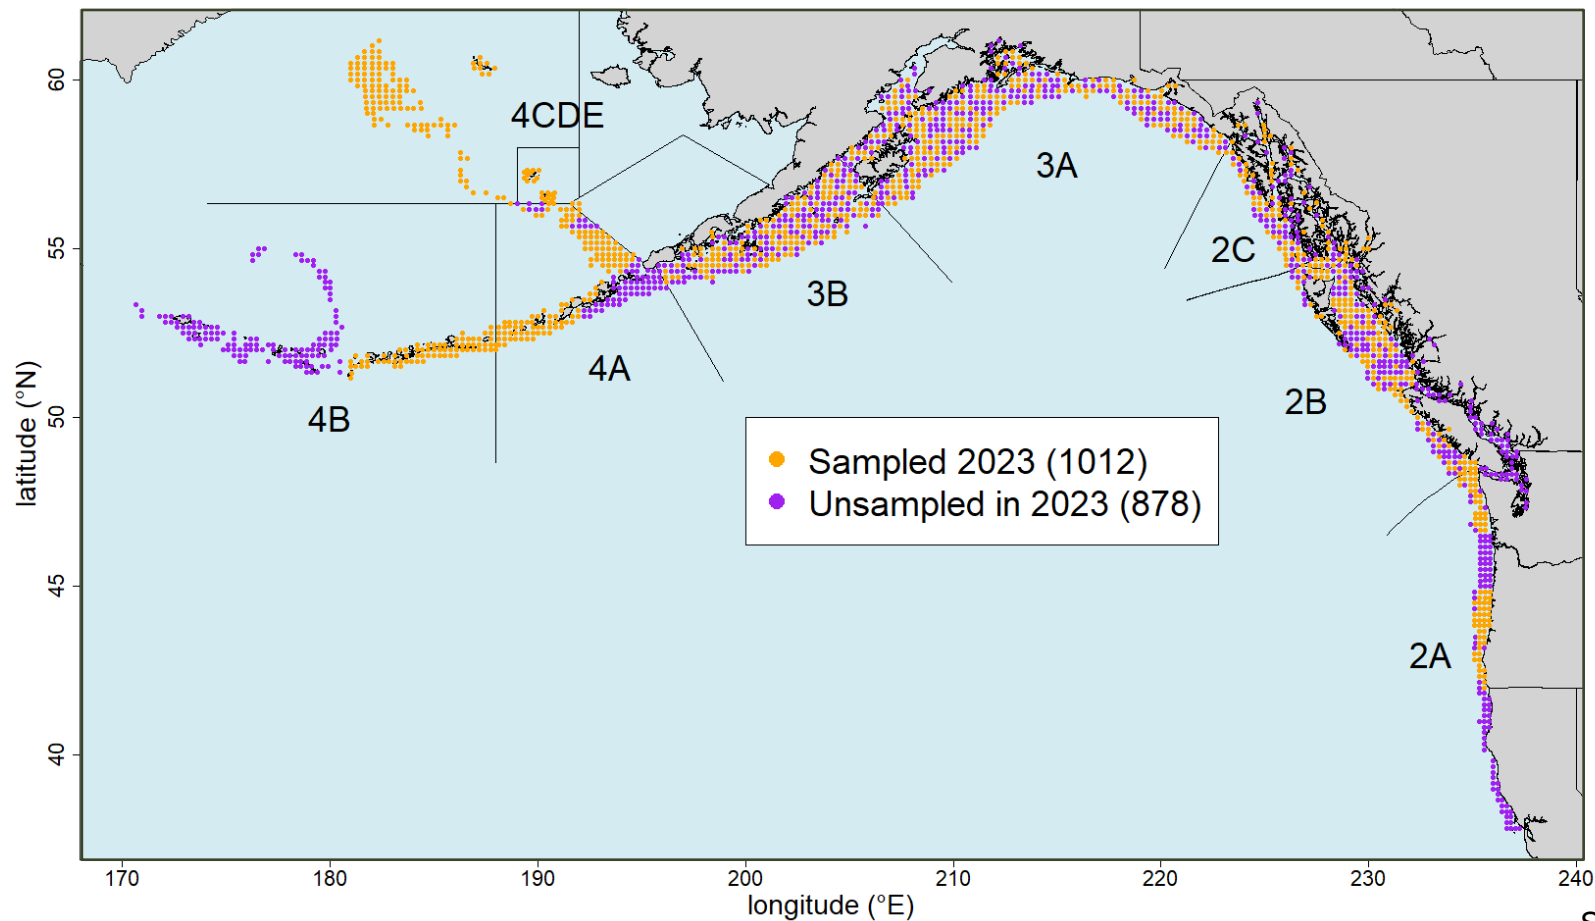 60
55
50
45
40
latitude (°N)
4CDE
3A
2C
3B
4A
2B
4B
Sampled 2023 (1012)
Unsampled in 2023 (878)
2A
170
180
190
200
210
220
230
240
longitude (°E)